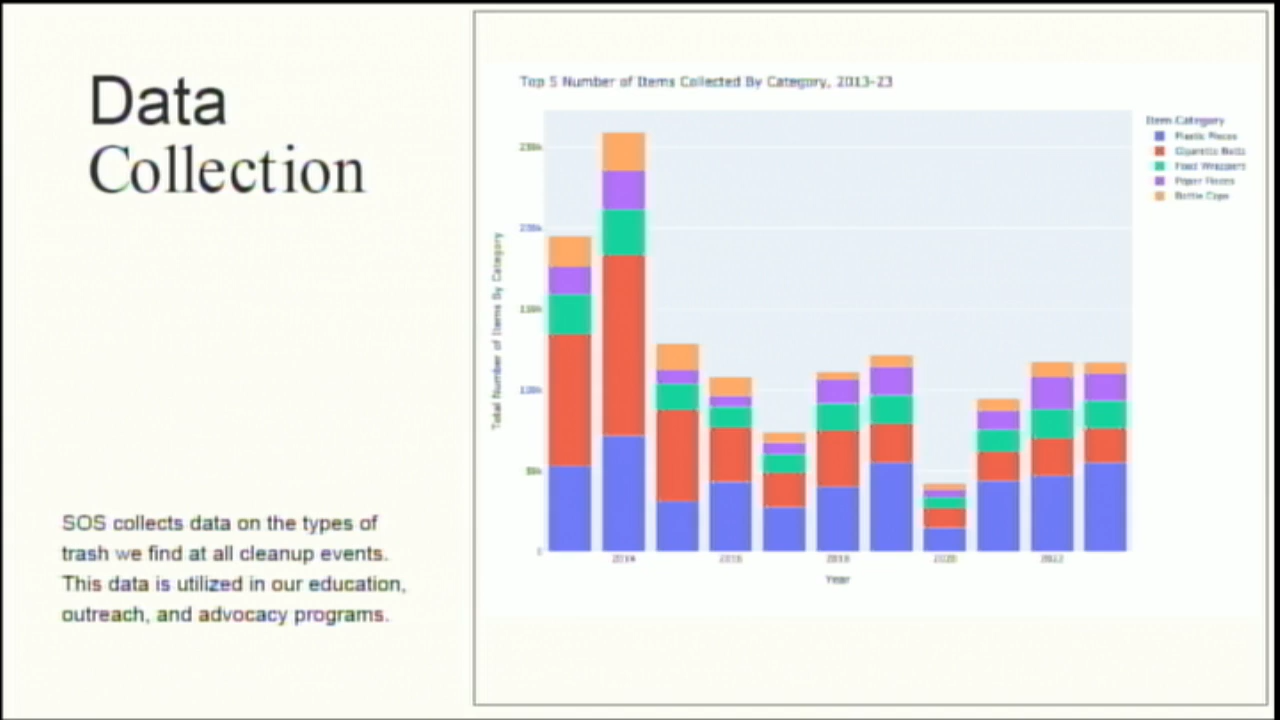 Data
Collection
SOS collects data on the types of
trash we find at all cleanup events.
This data is utilized in our education,
outreach, and advocacy programs.
Top 5 Number of Items Collected By Category, 2013-23
Total Number of Items By Category
250k
200k
150k
100k
50k
0
2014
2016
2018
2020
2022
Year
Item Category
Plastic Pieces
Cigarette Butts
Food Wrappers
Paper Pieces
Bottle Caps